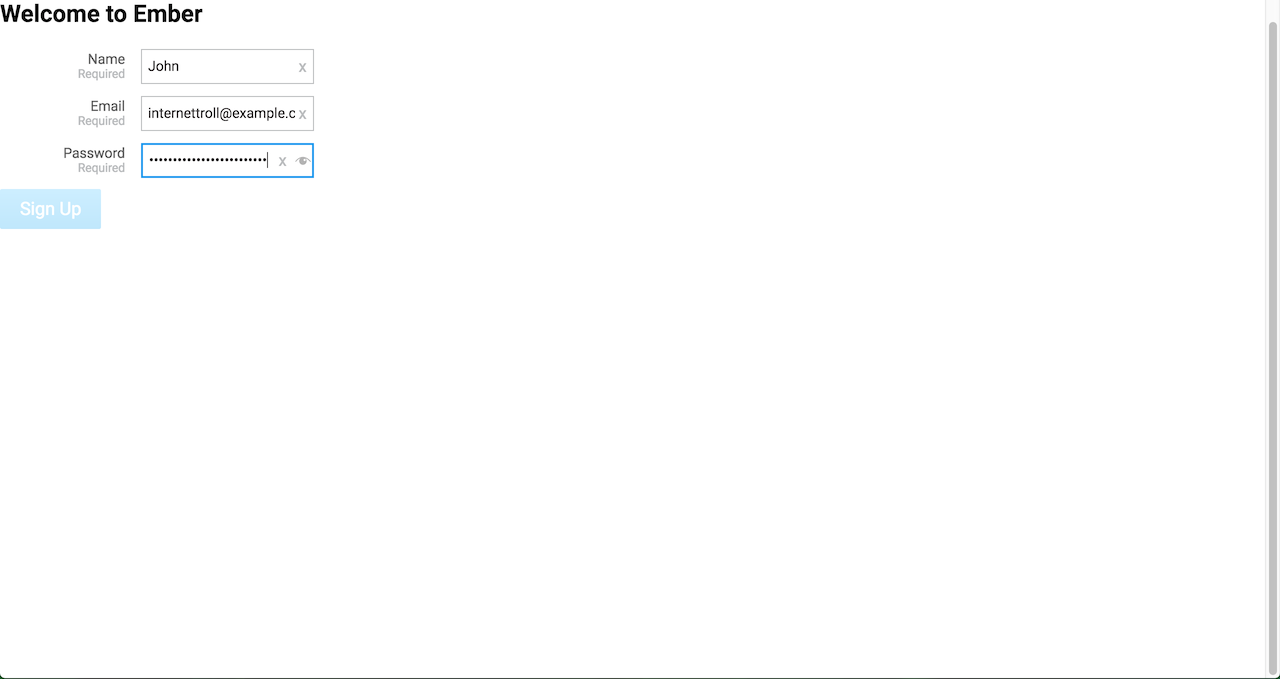 Welcome to Ember
Name
Required
John
x
Email
Required
internettroll@example.c
x
Password
Required
•••••••••••••••••••••••••
x
Sign Up